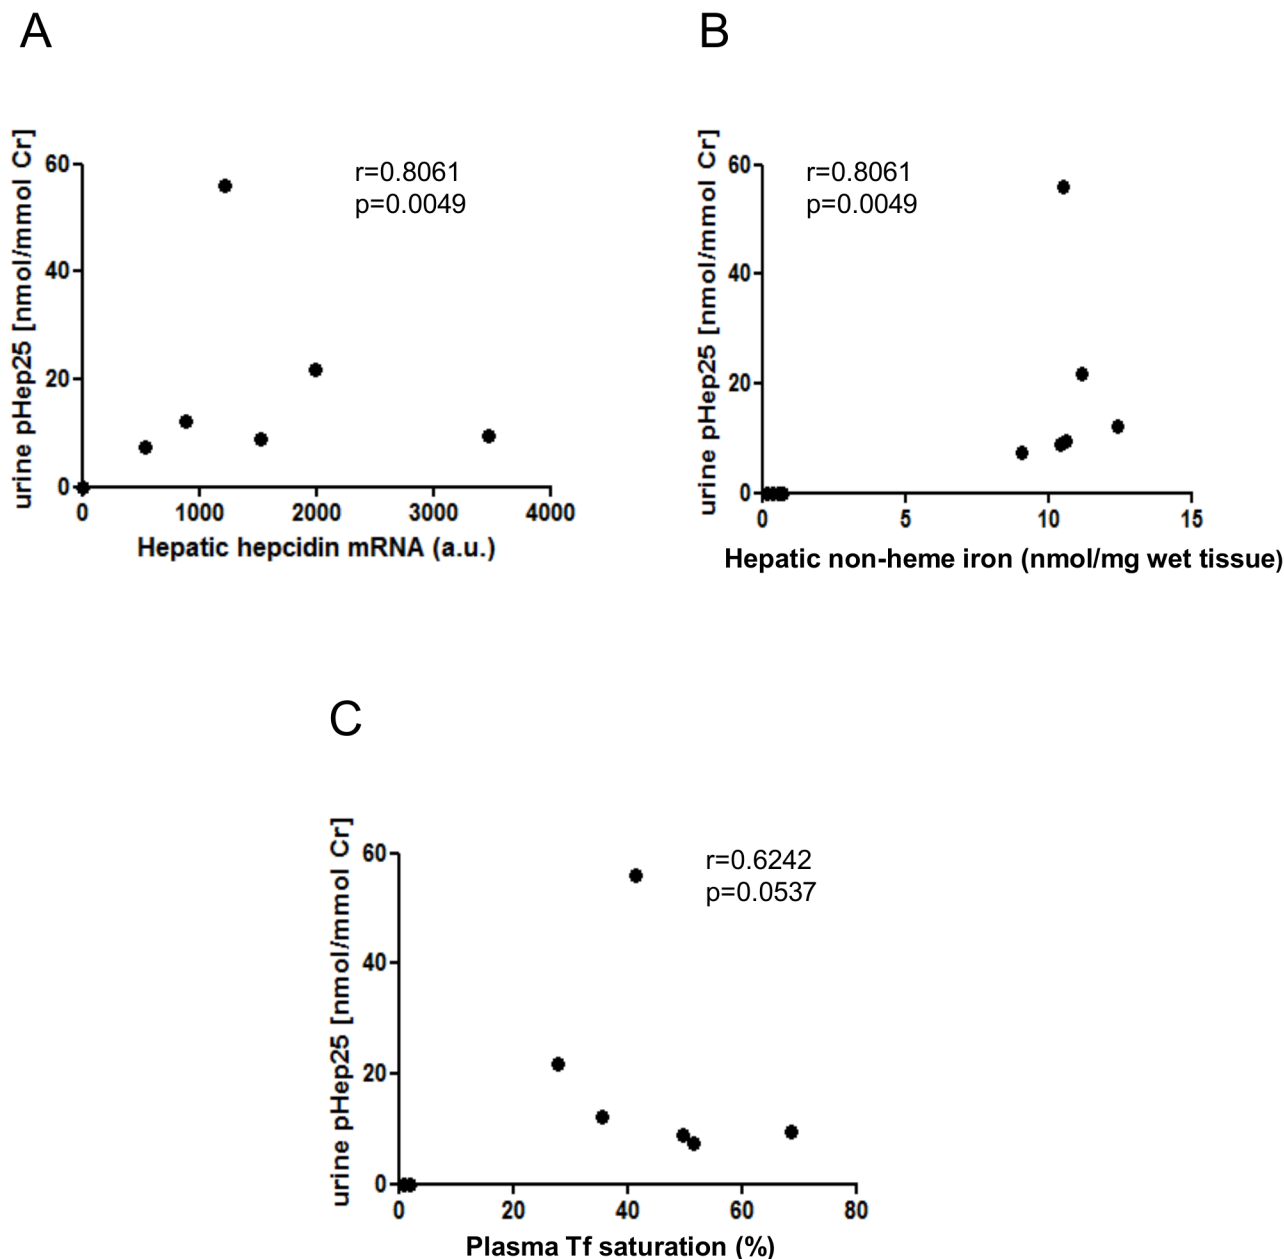 A
urine pHep25 [nmol/mmol Cr]
60
40
20
0
r=0.8061
p=0.0049
0 1000 2000 3000 4000
Hepatic hepcidin mRNA (a.u.)
B
urine pHep25 [nmol/mmol Cr]
60
40
20
0
r=0.8061
p=0.0049
0 5 10 15
Hepatic non-heme iron (nmol/mg wet tissue)
C
urine pHep25 [nmol/mmol Cr]
60
40
20
0
r=0.6242
p=0.0537
0 20 40 60 80
Plasma Tf saturation (%)